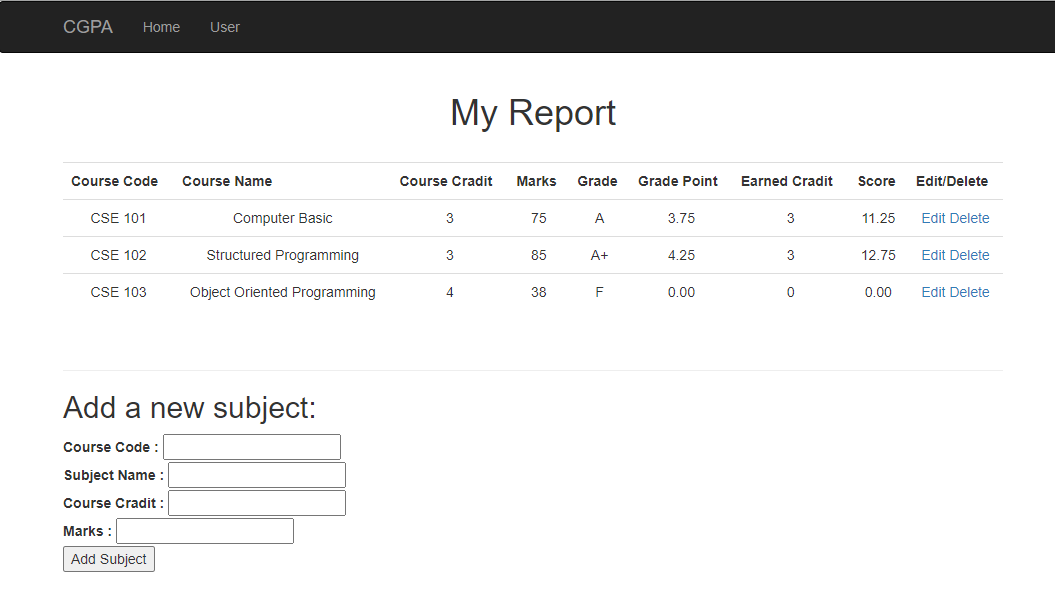 CGPA Home User
My Report
Course Code Course Name Course Cradit Marks Grade Grade Point Earned Cradit Score Edit/Delete
CSE 101 Computer Basic 3 75 A 3.75 3 11.25 Edit Delete
CSE 102 Structured Programming 3 85 A+ 4.25 3 12.75 Edit Delete
CSE 103 Object Oriented Programming 4 38 F 0.00 0 0.00 Edit Delete
Add a new subject:
Course Code :
Subject Name :
Course Cradit :
Marks :
Add Subject